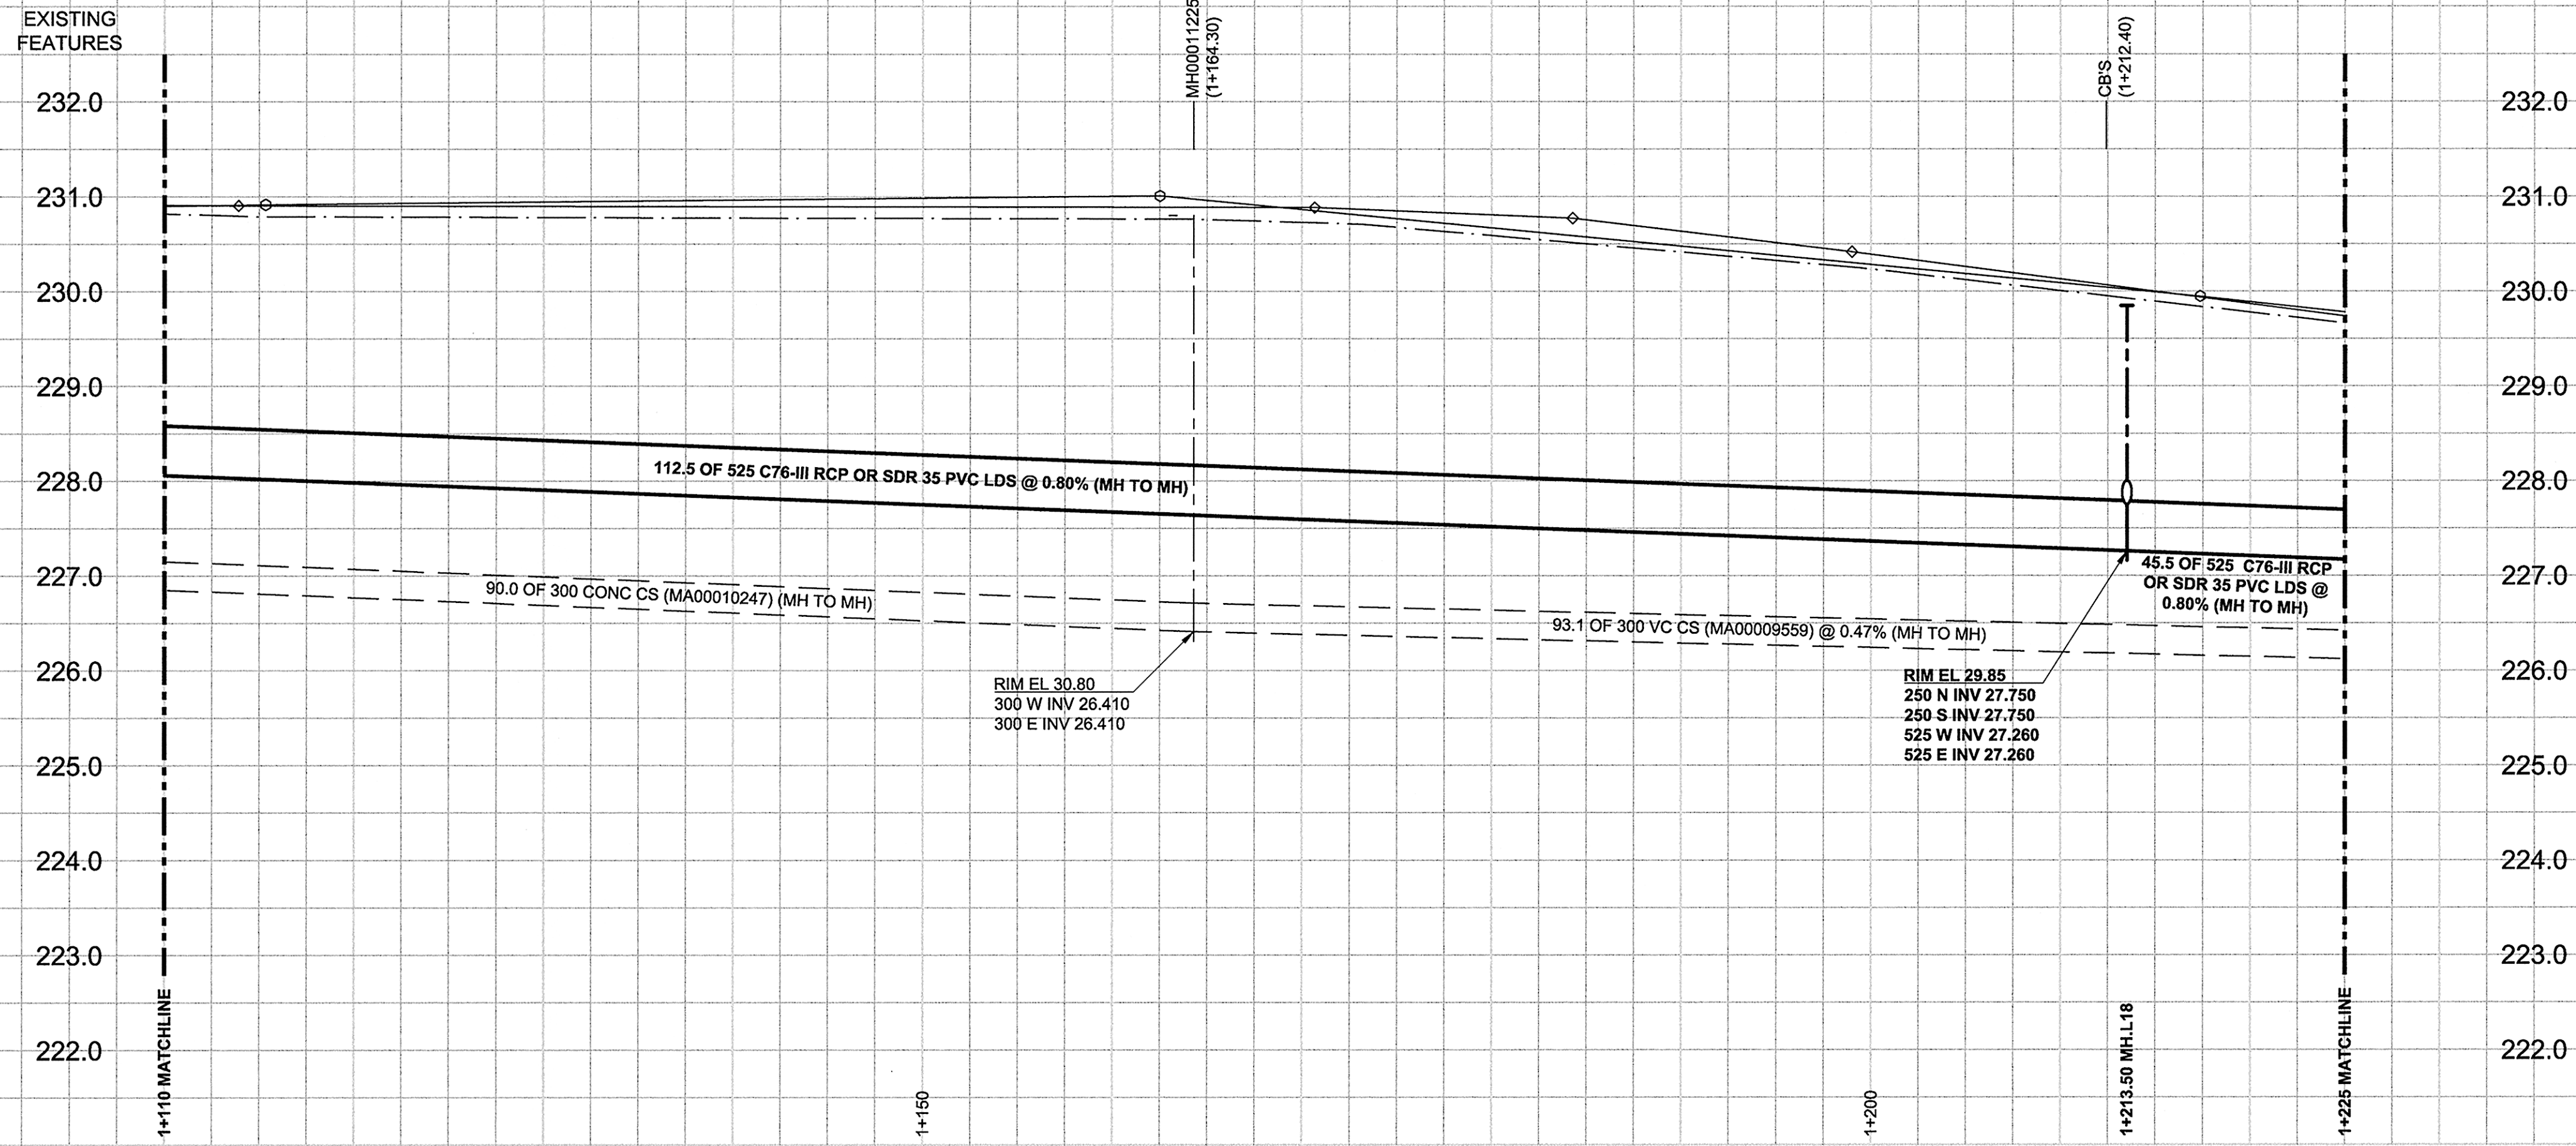 EXISTING
FEATURES
MH00011225
(1+164.30)
CB'S
(1+212.40)
232.0
232.0
231.0
231.0
230.0
230.0
229.0
229.0
228.0
228.0
112.5 OF 525 C76-III RCP OR SDR 35 PVC LDS @ 0.80% (MH TO MH)
227.0
227.0
45.5 OF 525 C76-III RCP
OR SDR 35 PVC LDS @
0.80% (MH TO MH)
90.0 OF 300 CONC CS (MA00010247) (MH TO MH)
93.1 OF 300 VC CS (MA00009559) @ 0.47% (MH TO MH)
226.0
226.0
RIM EL 30.80
300 W INV 26.410
300 E INV 26.410
RIM EL 29.85
250 N INV 27.750
250 S INV 27.750
525 W INV 27.260
525 E INV 27.260
225.0
225.0
224.0
224.0
223.0
223.0
222.0
222.0
1+110 MATCHLINE
1+150
1+200
1+213.50 MH.L18
1+225 MATCHLINE